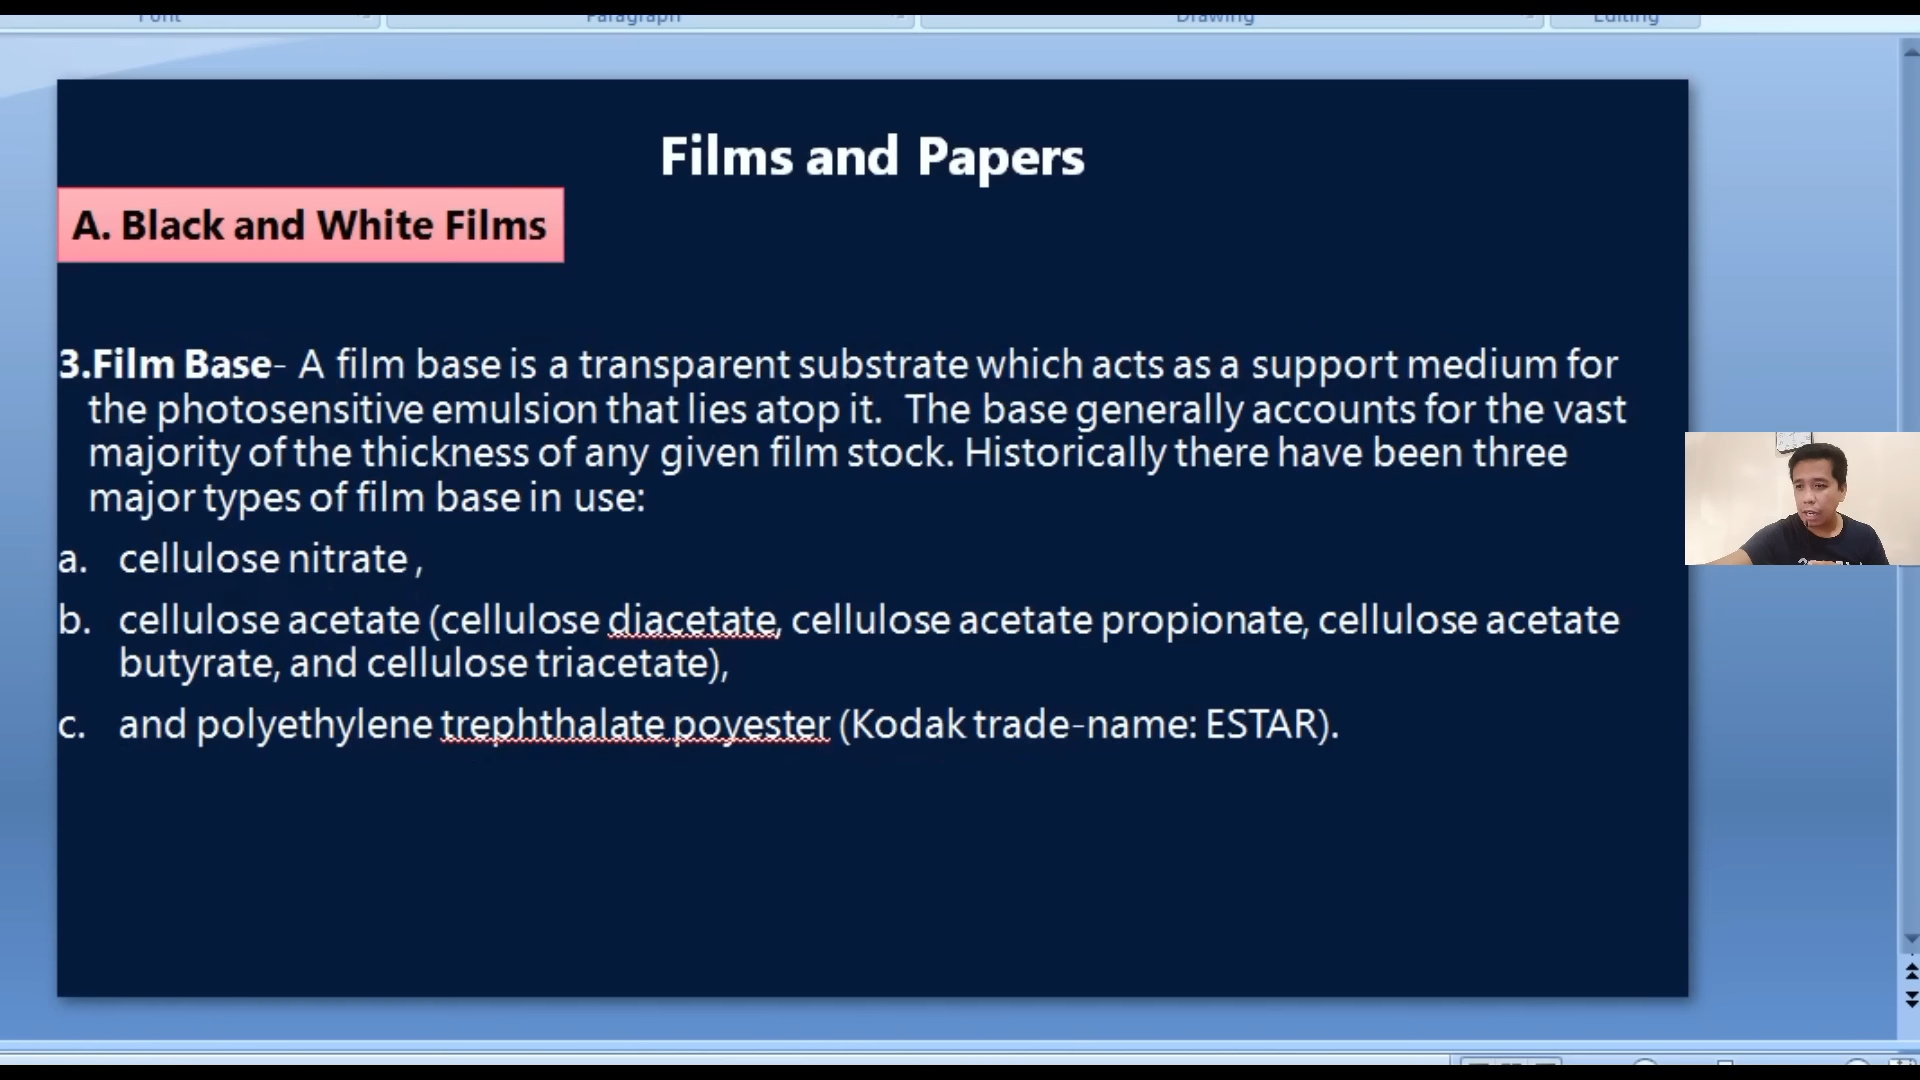 Font Paragraph Drawing Editing
Films and Papers
A. Black and White Films
3.Film Base- A film base is a transparent substrate which acts as a support medium for
the photosensitive emulsion that lies atop it. The base generally accounts for the vast
majority of the thickness of any given film stock. Historically there have been three
major types of film base in use:
a. cellulose nitrate ,
b. cellulose acetate (cellulose diacetate, cellulose acetate propionate, cellulose acetate
butyrate, and cellulose triacetate),
c. and polyethylene trephthalate poyester (Kodak trade-name: ESTAR).